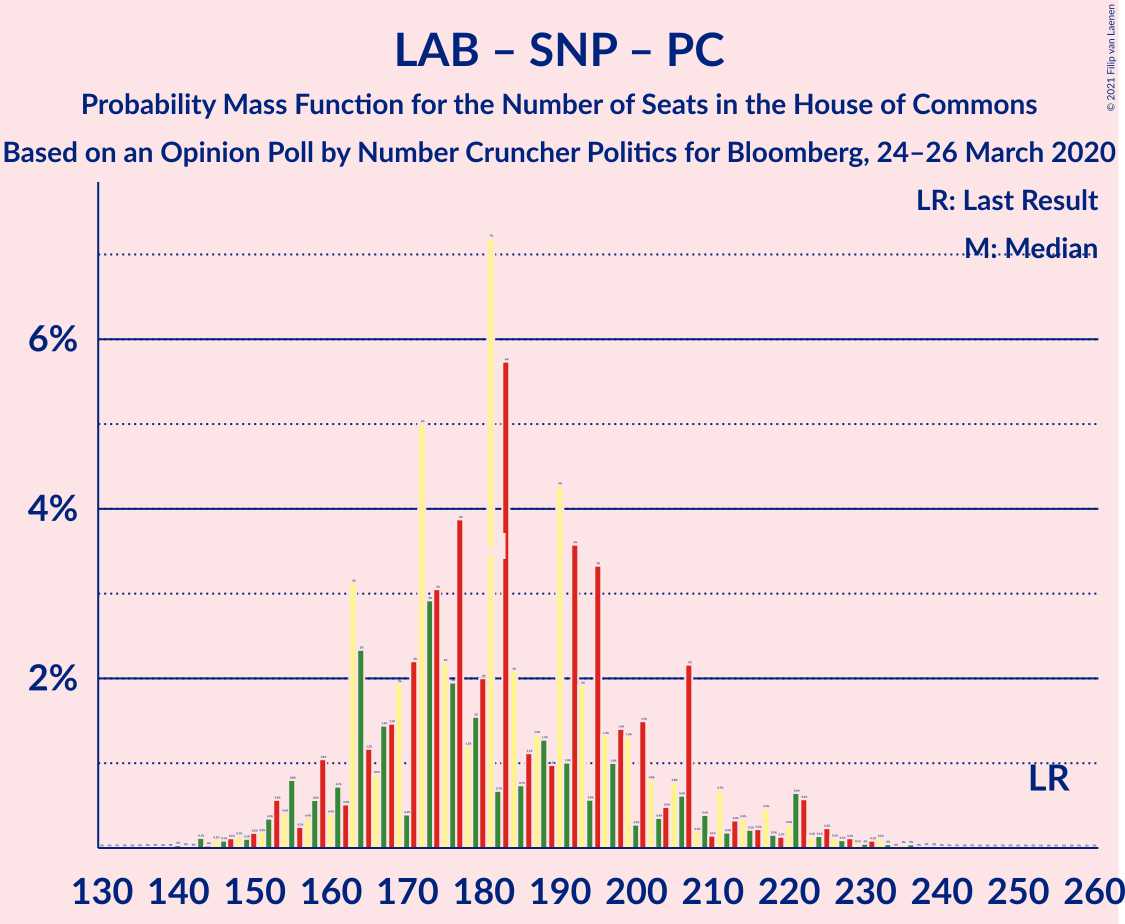 LAB – SNP – PC
Probability Mass Function for the Number of Seats in the House of Commons
Based on an Opinion Poll by Number Cruncher Politics for Bloomberg, 24–26 March 2020
© 2021 Filip van Laenen
LR: Last Result
M: Median
6%
4%
2%
LR
130 140 150 160 170 180 190 200 210 220 230 240 250 260